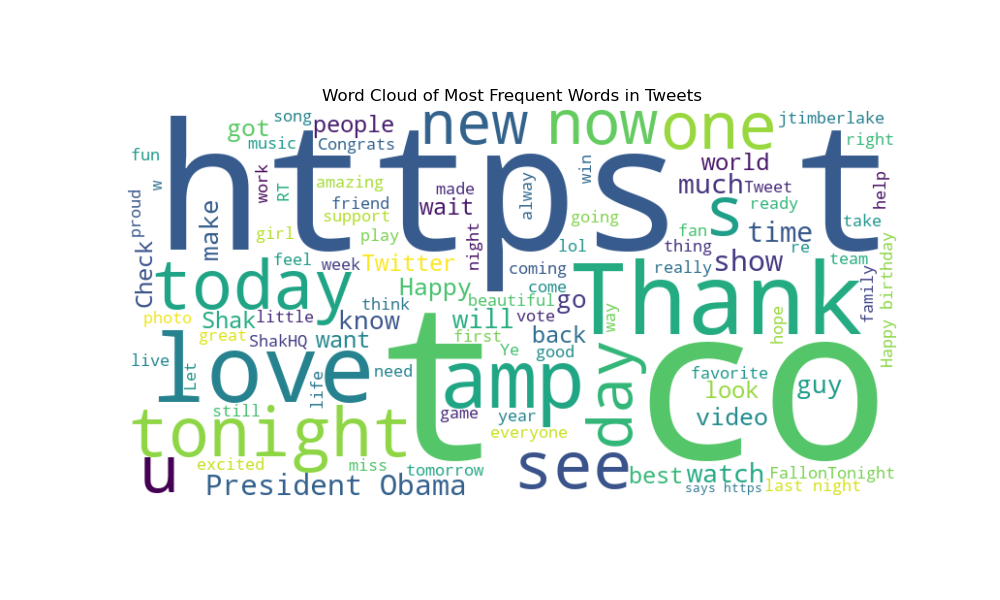 Word Cloud of Most Frequent Words in Tweets
https t
t co
Thank
love
tonight
today
amp
see
day
new
now
one
s
u
got
song
people
music
Congrats
jtimberlake
right
fun
w
work
RT
amazing
friend
support
made
wait
alway
win
going
world
much
Tweet
ready
help
take
proud
make
girl
play
night
lol
fan
thing
time
re
team
Check
feel
week
Twitter
coming
come
really
show
family
Happy birthday
photo
Shak
little
think
know
Happy
beautiful
will
vote
go
way
hope
great
ShakHQ
want
first
Ye
good
back
live
Let
life
need
favorite
look
guy
still
game
year
everyone
video
excited
miss
tomorrow
best
watch
FallonTonight
President Obama
says https
last night